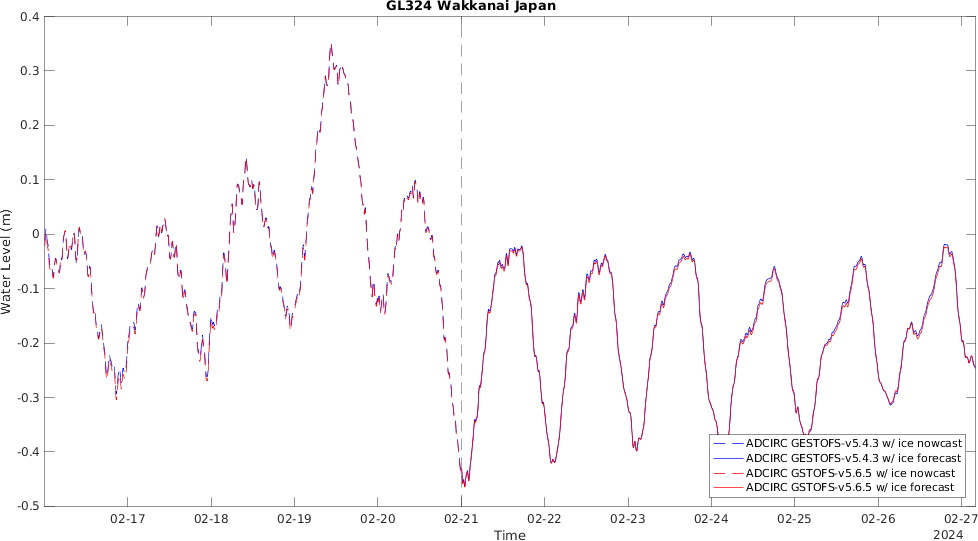 GL324 Wakkanai Japan
Water Level (m)
0.4
0.3
0.2
0.1
0
-0.1
-0.2
-0.3
-0.4
-0.5
ADCIRC GESTOFS-v5.4.3 w/ ice nowcast
ADCIRC GESTOFS-v5.4.3 w/ ice forecast
ADCIRC GSTOFS-v5.6.5 w/ ice nowcast
ADCIRC GSTOFS-v5.6.5 w/ ice forecast
02-17 02-18 02-19 02-20 02-21 02-22 02-23 02-24 02-25 02-26 02-27
Time
2024